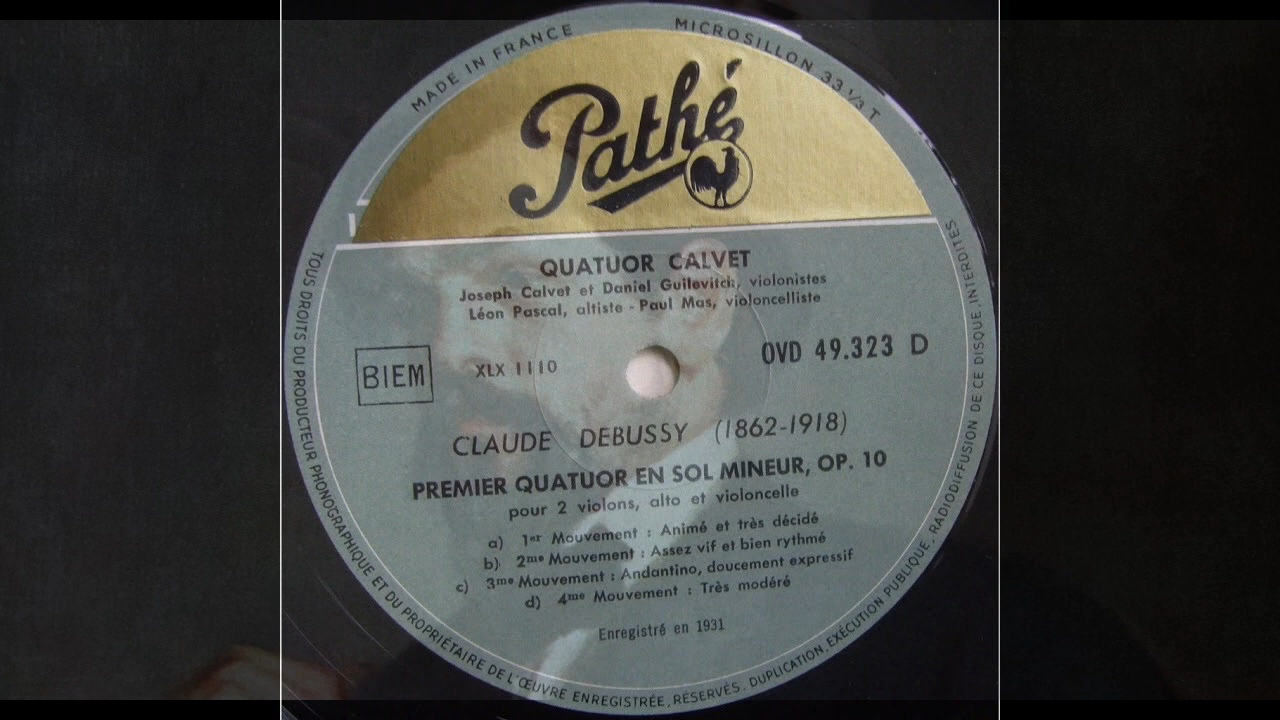 MADE IN FRANCE
MICROSILLON 33 1/3 T
Pathé
QUATUOR CALVET
Joseph Calvet et Daniel Guilevitch, violonistes
Léon Pascal, altiste - Paul Mas, violoncelliste
BIEM
XLX 1110
OVD 49.323 D
CLAUDE DEBUSSY (1862-1918)
PREMIER QUATUOR EN SOL MINEUR, OP. 10
pour 2 violons, alto et violoncelle
a) 1er Mouvement : Animé et très décidé
b) 2me Mouvement : Assez vif et bien rythmé
c) 3me Mouvement : Andantino, doucement expressif
d) 4me Mouvement : Très modéré
Enregistré en 1931
TOUS DROITS DU PRODUCTEUR PHONOGRAPHIQUE ET DU PROPRIÉTAIRE DE L'ŒUVRE ENREGISTRÉE, RÉSERVÉS. DUPLICATION, EXÉCUTION PUBLIQUE, RADIODIFFUSION DE CE DISQUE, INTERDITES